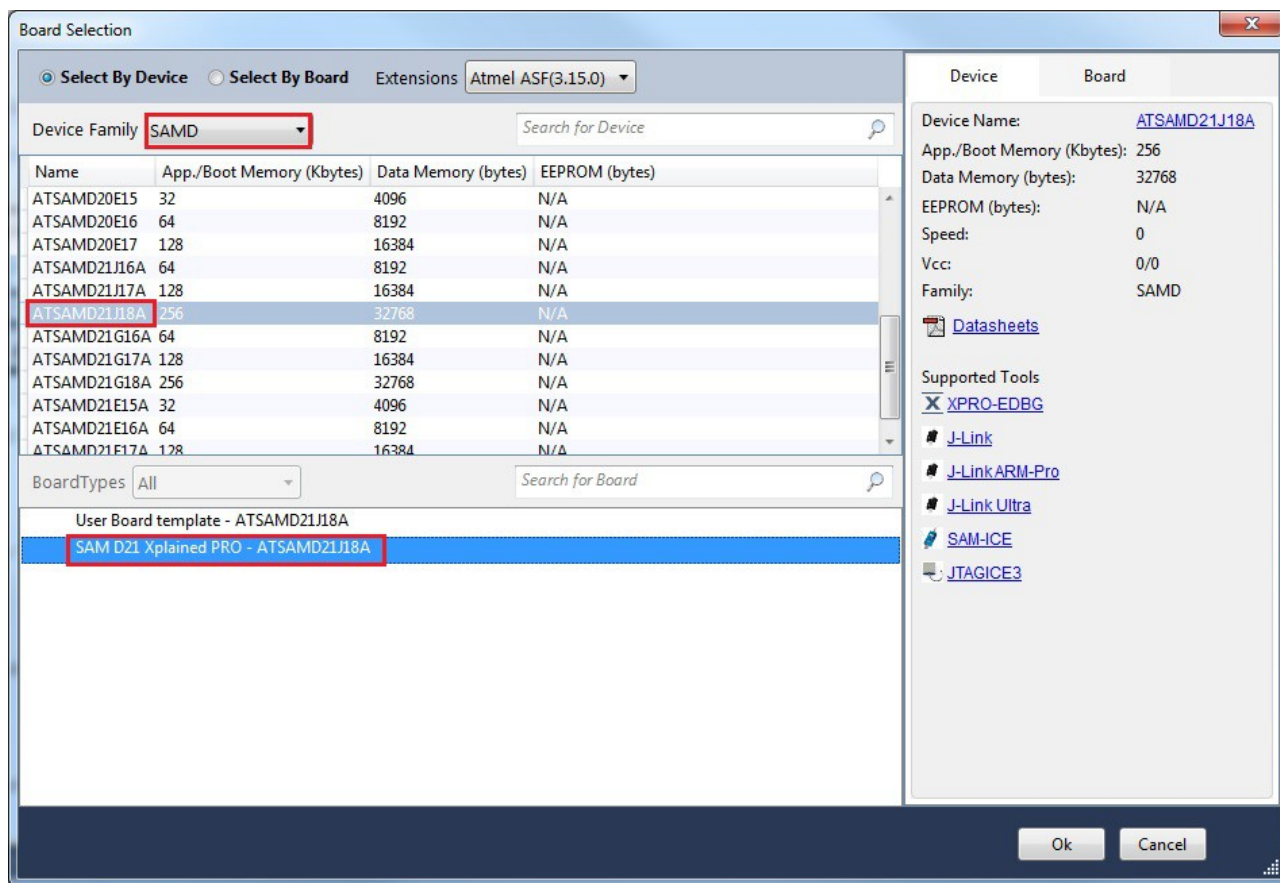 Board Selection
Select By Device Select By Board Extensions Atmel ASF(3.15.0)
Device Family SAMD Search for Device
Name App./Boot Memory (Kbytes) Data Memory (bytes) EEPROM (bytes)
ATSAMD20E15 32 4096 N/A
ATSAMD20E16 64 8192 N/A
ATSAMD20E17 128 16384 N/A
ATSAMD21J16A 64 8192 N/A
ATSAMD21J17A 128 16384 N/A
ATSAMD21J18A 256 32768 N/A
ATSAMD21G16A 64 8192 N/A
ATSAMD21G17A 128 16384 N/A
ATSAMD21G18A 256 32768 N/A
ATSAMD21E15A 32 4096 N/A
ATSAMD21E16A 64 8192 N/A
ATSAMD21E17A 128 16384 N/A
BoardTypes All Search for Board
User Board template - ATSAMD21J18A
SAM D21 Xplained PRO - ATSAMD21J18A
Device Board
Device Name: ATSAMD21J18A
App./Boot Memory (Kbytes): 256
Data Memory (bytes): 32768
EEPROM (bytes): N/A
Speed: 0
Vcc: 0/0
Family: SAMD
Datasheets
Supported Tools
XPRO-EDBG
J-Link
J-Link ARM-Pro
J-Link Ultra
SAM-ICE
JTAGICE3
Ok Cancel